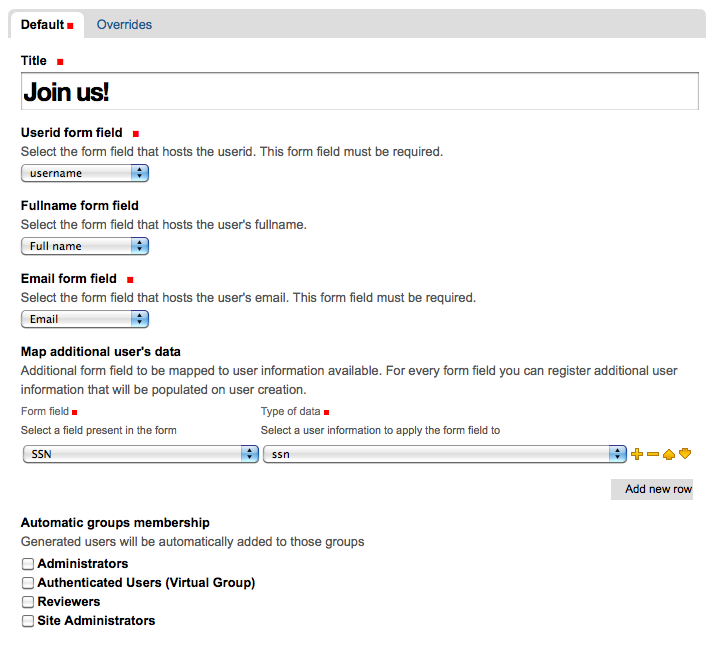 Default Overrides
Title
Join us!
Userid form field
Select the form field that hosts the userid. This form field must be required.
username
Fullname form field
Select the form field that hosts the user's fullname.
Full name
Email form field
Select the form field that hosts the user's email. This form field must be required.
Email
Map additional user's data
Additional form field to be mapped to user information available. For every form field you can register additional user
information that will be populated on user creation.
Form field Type of data
Select a field present in the form Select a user information to apply the form field to
SSN ssn
Add new row
Automatic groups membership
Generated users will be automatically added to those groups
Administrators
Authenticated Users (Virtual Group)
Reviewers
Site Administrators